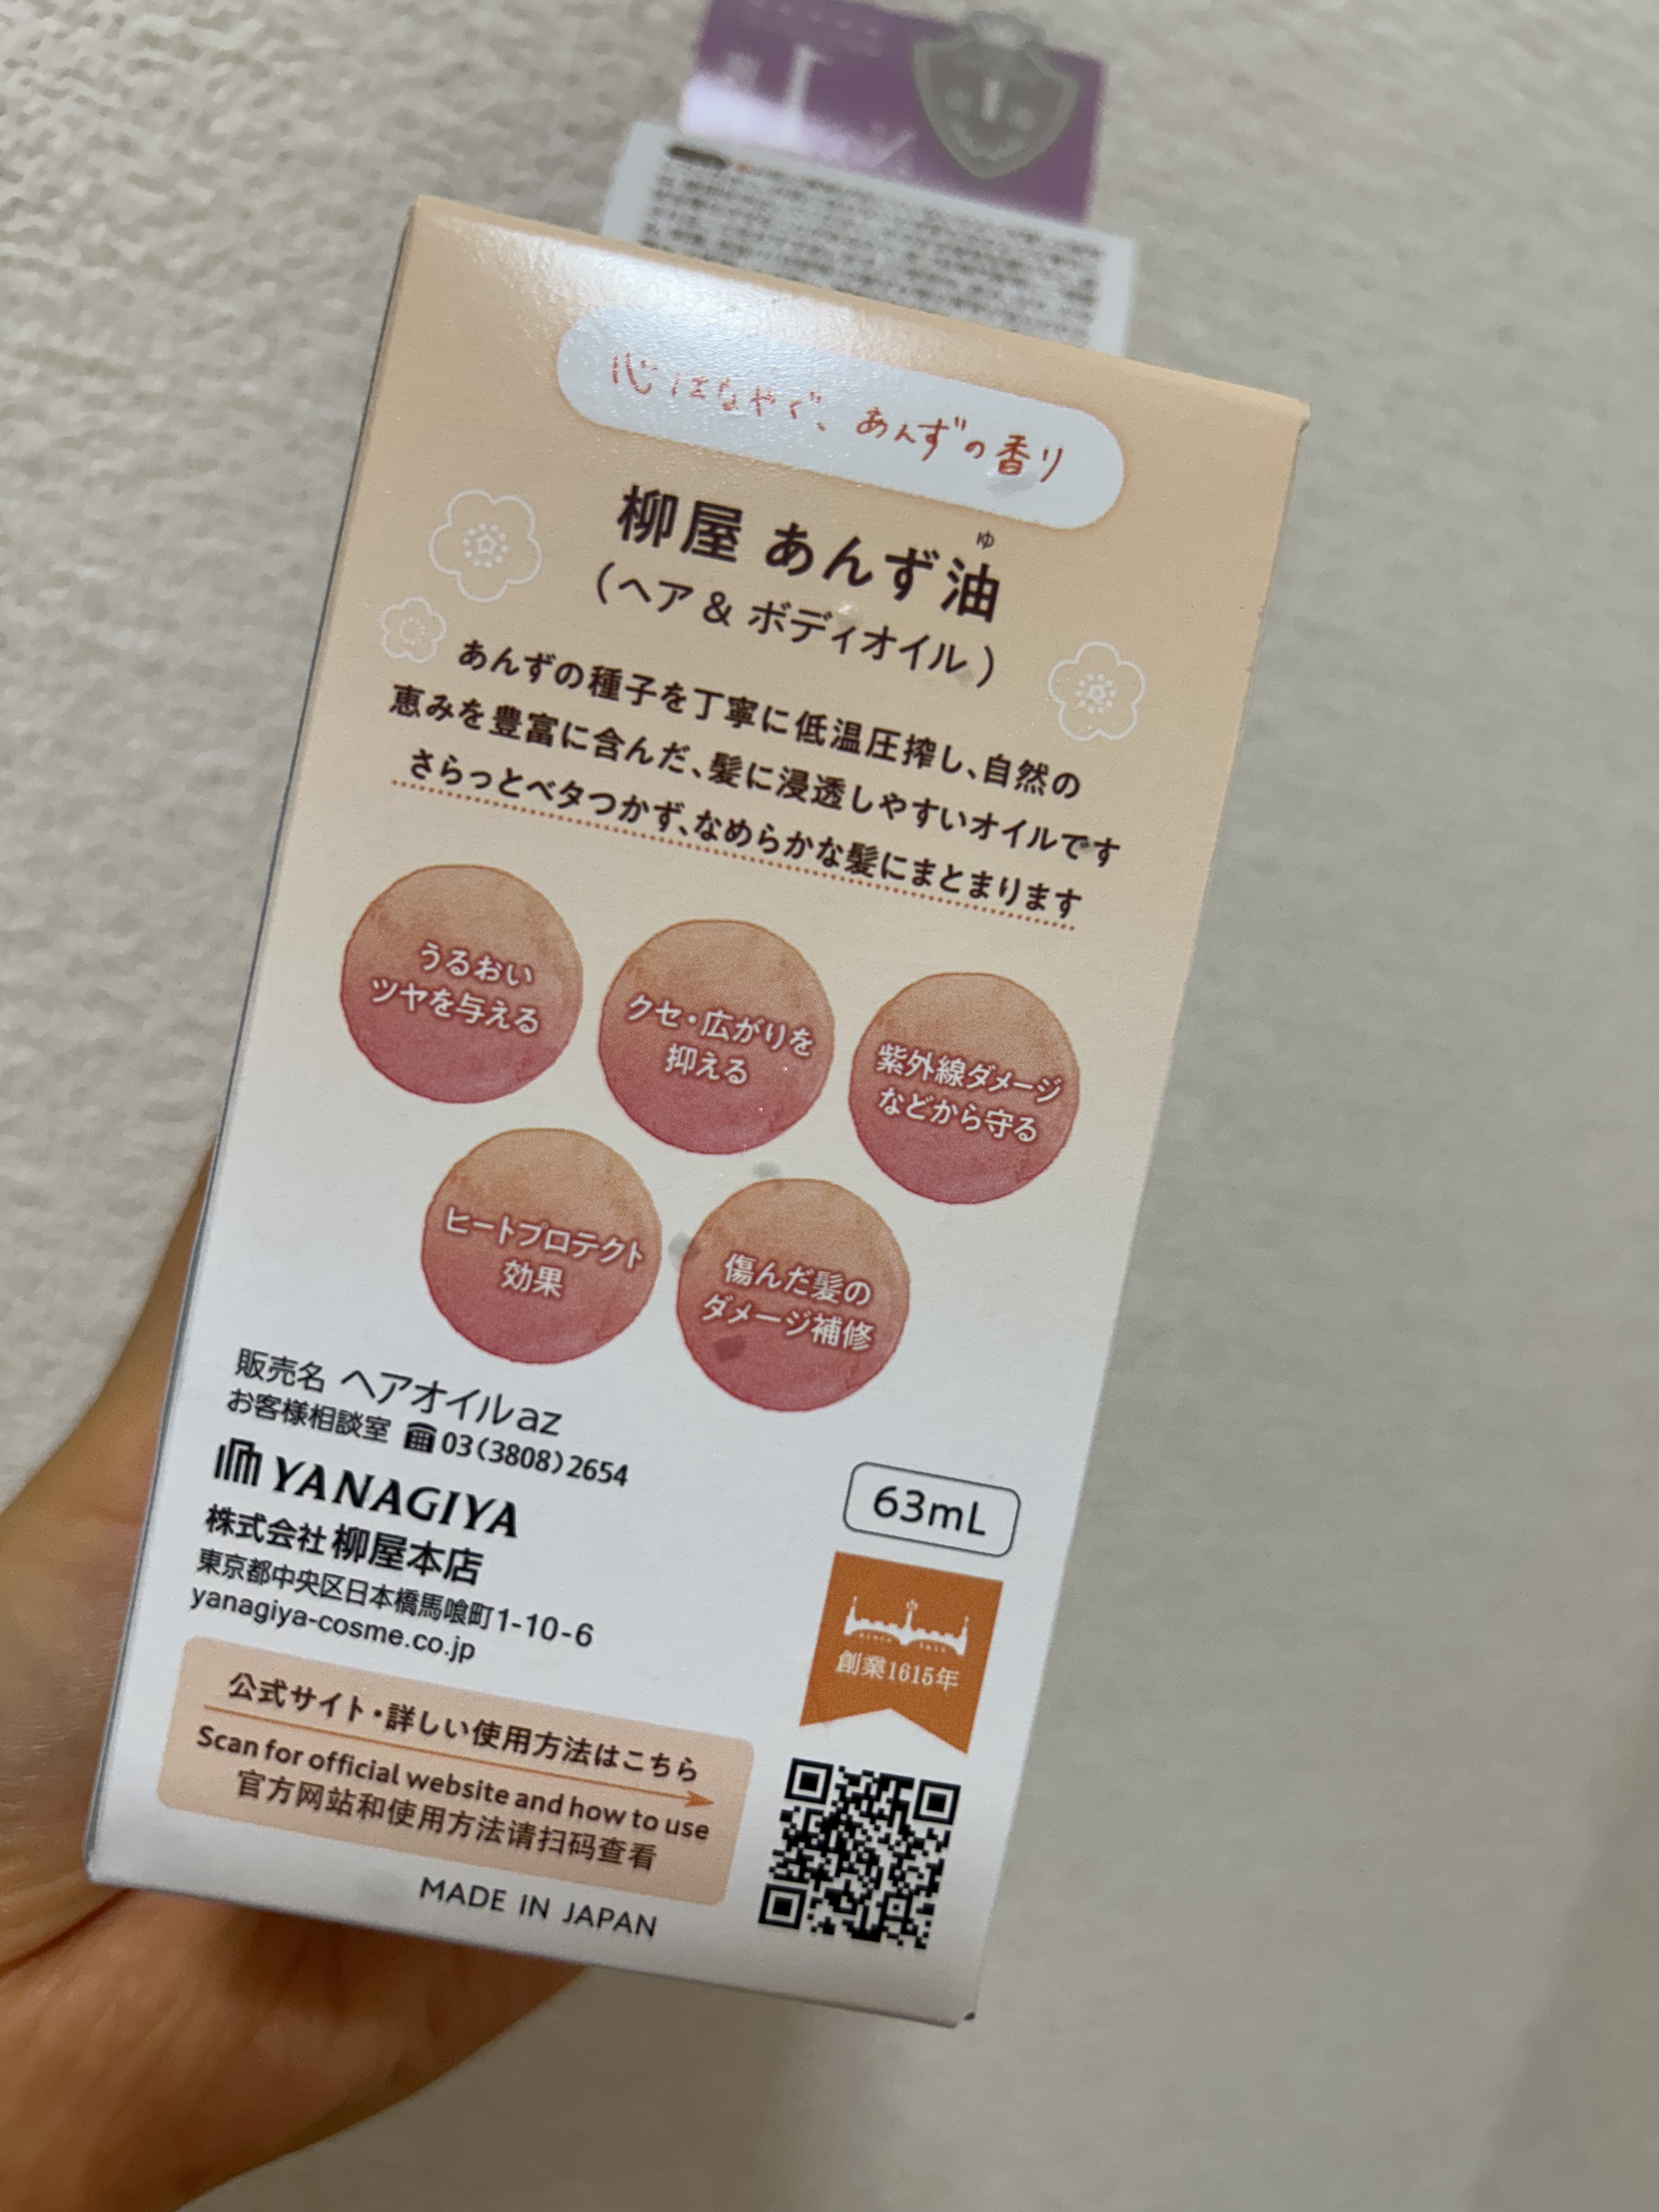 心はなやぐ、あんずの香り
柳屋 あんず油
ゆ
(ヘア & ボディオイル)
あんずの種子を丁寧に低温圧搾し、自然の
恵みを豊富に含んだ、髪に浸透しやすいオイルです
さらっとベタつかず、なめらかな髪にまとまります
うるおい
ツヤを与える
クセ・広がりを
抑える
紫外線ダメージ
などから守る
ヒートプロテクト
効果
傷んだ髪の
ダメージ補修
販売名 ヘアオイルaz
お客様相談室 ☎03(3808)2654
YANAGIYA
株式会社 柳屋本店
東京都中央区日本橋馬喰町1-10-6
yanagiya-cosme.co.jp
63mL
創業1615年
公式サイト・詳しい使用方法はこちら
Scan for official website and how to use
官方网站和使用方法请扫码查看
MADE IN JAPAN